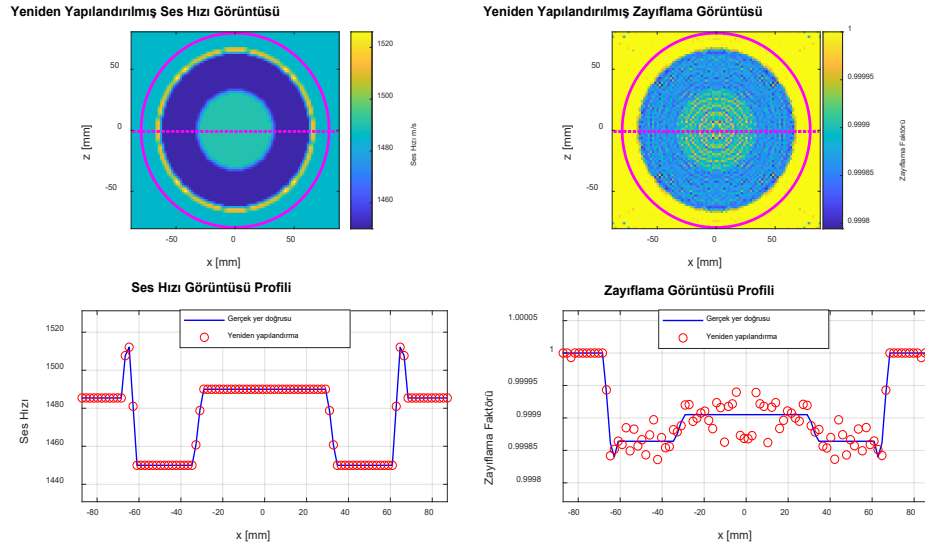 Yeniden Yapılandırılmış Ses Hızı Görüntüsü
50
0
-50
-50
0
50
z [mm]
x [mm]
1520
1500
1480
1460
Ses Hızı m/s
Yeniden Yapılandırılmış Zayıflama Görüntüsü
50
0
-50
-50
0
50
z [mm]
x [mm]
1
0.99995
0.9999
0.99985
0.9998
Zayıflama Faktörü
Ses Hızı Görüntüsü Profili
Gerçek yer doğrusu
Yeniden yapılandırma
1520
1500
1480
1460
1440
Ses Hızı
-80 -60 -40 -20 0 20 40 60 80
x [mm]
Zayıflama Görüntüsü Profili
Gerçek yer doğrusu
Yeniden yapılandırma
1.00005
1
0.99995
0.9999
0.99985
0.9998
Zayıflama Faktörü
-80 -60 -40 -20 0 20 40 60 80
x [mm]